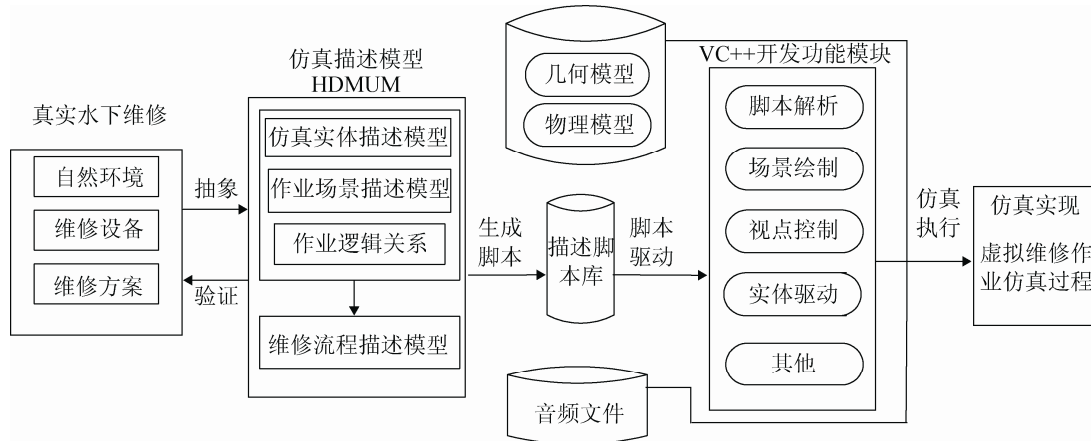 真实水下维修
自然环境
维修设备
维修方案
抽象
验证
仿真描述模型
HDMUM
仿真实体描述模型
作业场景描述模型
作业逻辑关系
维修流程描述模型
生成
脚本
几何模型
物理模型
描述脚
本库
音频文件
脚本
驱动
VC++开发功能模块
脚本解析
场景绘制
视点控制
实体驱动
其他
仿真
执行
仿真实现
虚拟维修作
业仿真过程